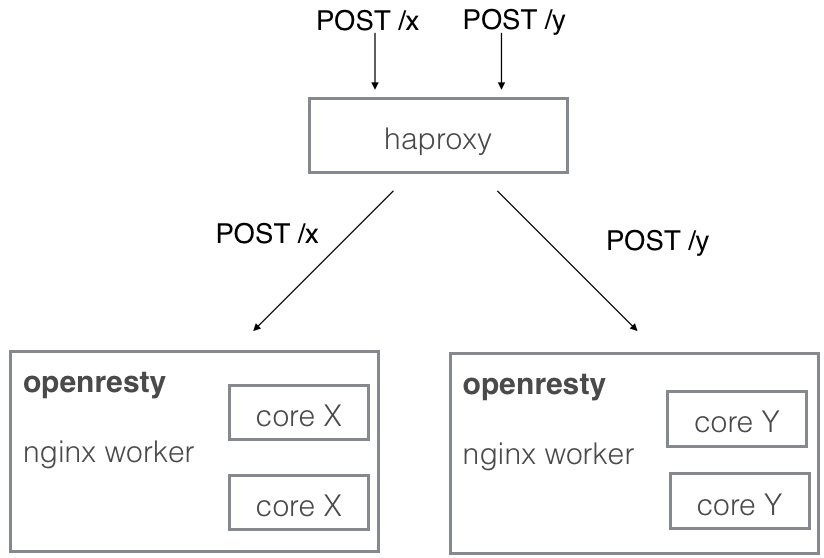 POST /x
POST /y
haproxy
POST /x
POST /y
openresty
core X
nginx worker
core X
openresty
core Y
nginx worker
core Y